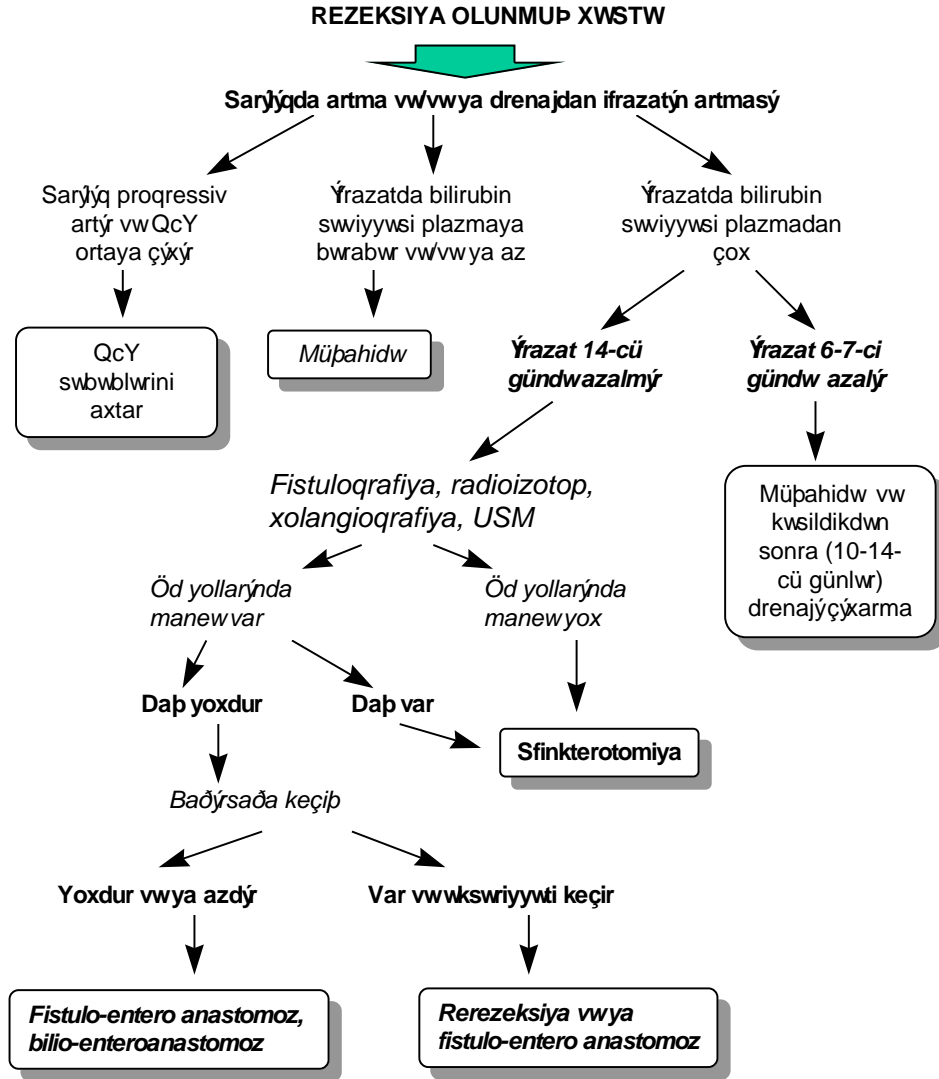 REZEKSIYA OLUNMUÞ XWSTW
Sarýlýqda artma vw/vwya drenajdan ifrazatýn artmasý
Sarýlýq proqressiv
artýr vw QcY
ortaya çýxýr
Ýfrazatda bilirubin
swviyywsi plazmaya
bwrabwr vw/vwya az
Ýfrazatda bilirubin
swviyywsi plazmadan
çox
QcY
swbwblwrini
axtar
Müþahidw
Ýfrazat 14-cü
gündw azalmýr
Ýfrazat 6-7-ci
gündw azalýr
Müþahidw vw
kwsildikdwn
sonra (10-14-
cü günlwr)
drenajý çýxarma
Fistuloqrafiya, radioizotop,
xolangioqrafiya, USM
Öd yollarýnda
manew var
Öd yollarýnda
manew yox
Daþ yoxdur
Daþ var
Sfinkterotomiya
Baðýrsaða keçiþ
Yoxdur vwya azdýr
Var vw wkswriyywti keçir
Fistulo-entero anastomoz,
bilio-enteroanastomoz
Rerezeksiya vwya
fistulo-entero anastomoz